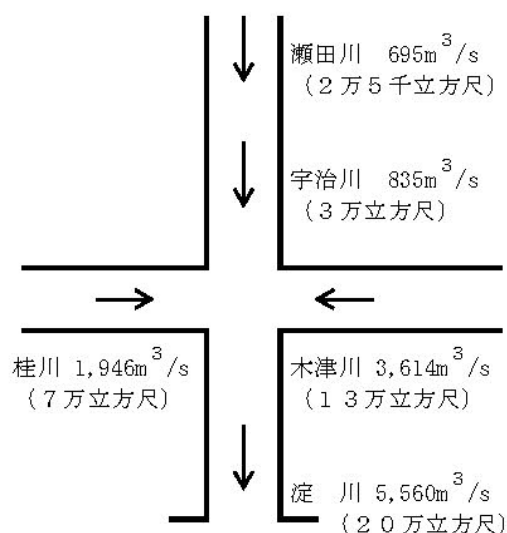 瀬田川 695m³/s
(2万5千立方尺)
宇治川 835m³/s
(3万立方尺)
桂川 1,946m³/s
(7万立方尺)
木津川 3,614m³/s
(13万立方尺)
淀 川 5,560m³/s
(20万立方尺)